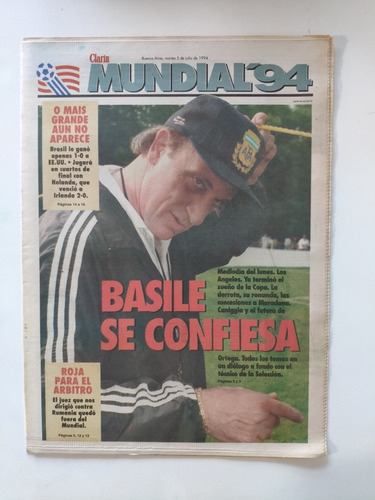 Clarín
Buenos Aires, martes 5 de julio de 1994
MUNDIAL'94
O MAIS
GRANDE
AUN NO
APARECE
Brasil le ganó
apenas 1-0 a
EE.UU. • Jugará
en cuartos de
final con
Holanda, que
venció a
Irlanda 2-0.
Páginas 14 a 16
BASILE
SE CONFIESA
Mediodía del lunes. Los
Angeles. Ya terminó el
sueño de la Copa. La
derrota, su renuncia, las
concesiones a Maradona,
Caniggia y el futuro de
Ortega. Todos los temas en
un diálogo a fondo con el
técnico de la Selección.
ROJA
PARA EL
ARBITRO
El juez que nos
dirigió contra
Rumania quedó
fuera del
Mundial.